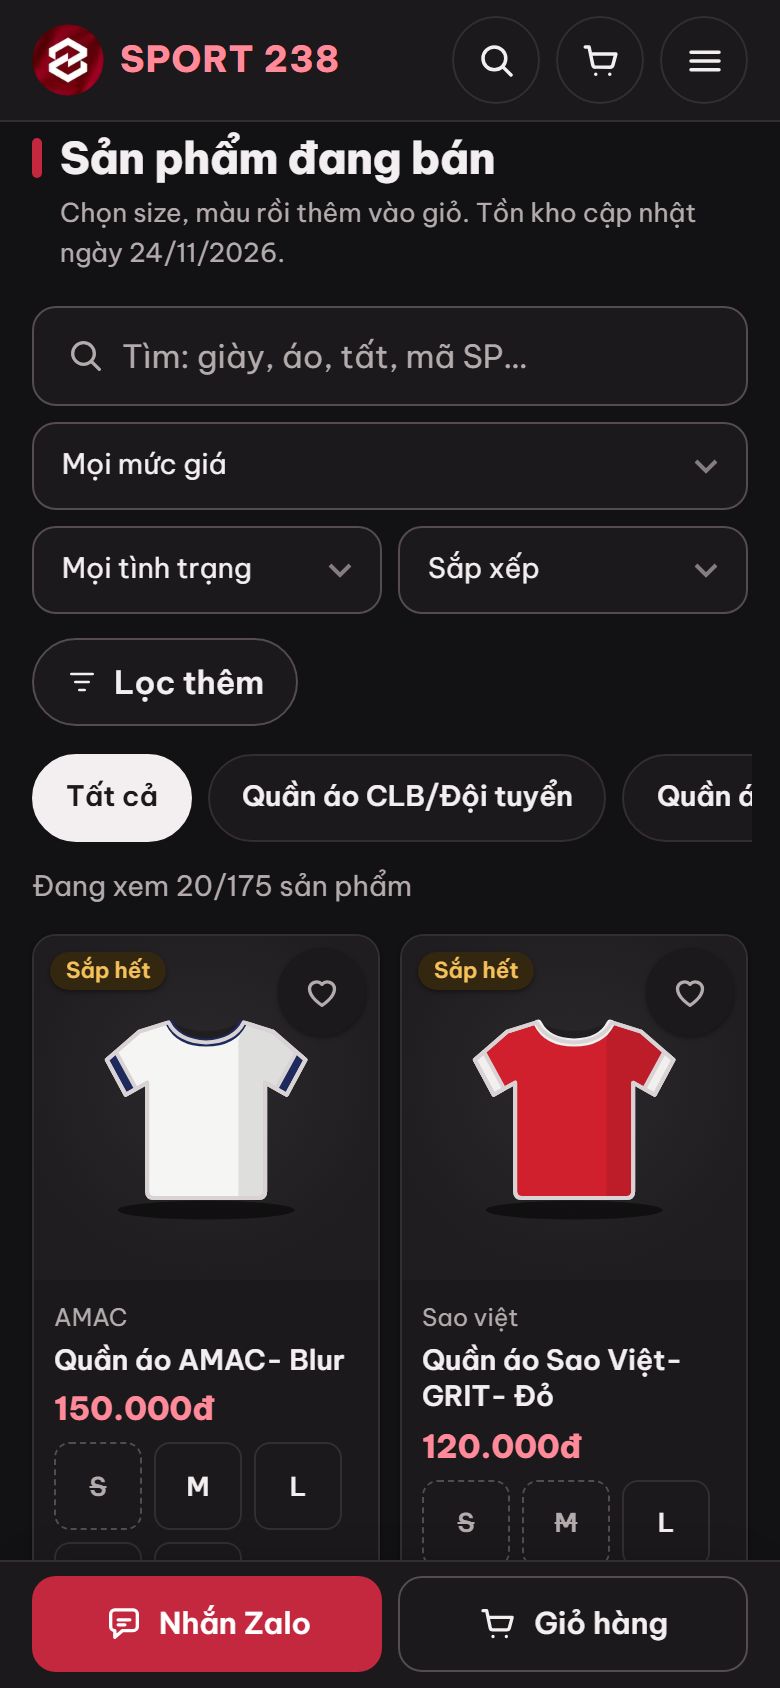 SPORT 238
Sản phẩm đang bán
Chọn size, màu rồi thêm vào giỏ. Tồn kho cập nhật
ngày 24/11/2026.
Tìm: giày, áo, tất, mã SP...
Mọi mức giá
Mọi tình trạng
Sắp xếp
Lọc thêm
Tất cả
Quần áo CLB/Đội tuyển
Quần á
Đang xem 20/175 sản phẩm
Sắp hết
AMAC
Quần áo AMAC- Blur
150.000đ
S
M
L
Sắp hết
Sao việt
Quần áo Sao Việt-
GRIT- Đỏ
120.000đ
S
M
L
Nhắn Zalo
Giỏ hàng